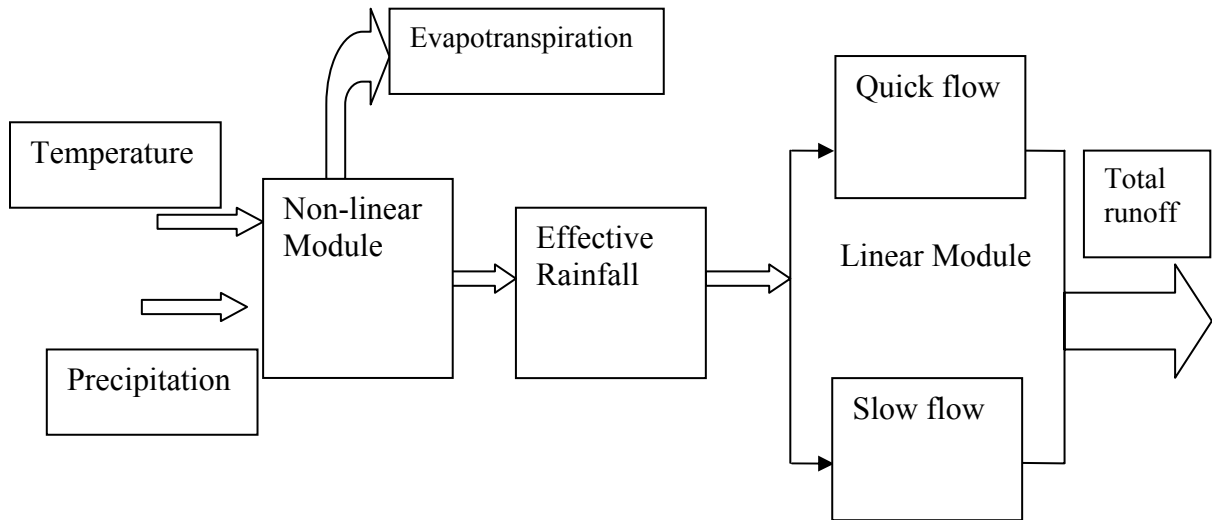 Evapotranspiration
Temperature
Precipitation
Non-linear
Module
Effective
Rainfall
Quick flow
Linear Module
Slow flow
Total
runoff